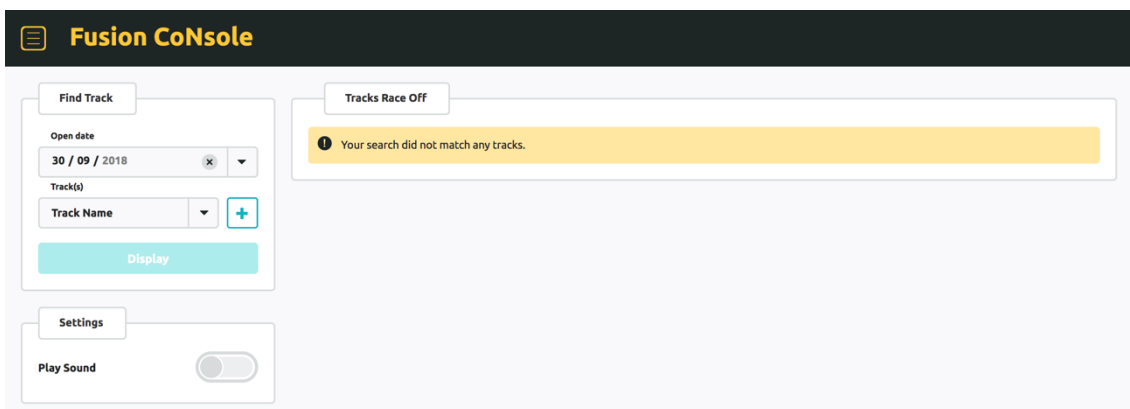 Fusion CoNsole
Find Track
Open date
30 / 09 / 2018
Track(s)
Track Name
Display
Settings
Play Sound
Tracks Race Off
Your search did not match any tracks.